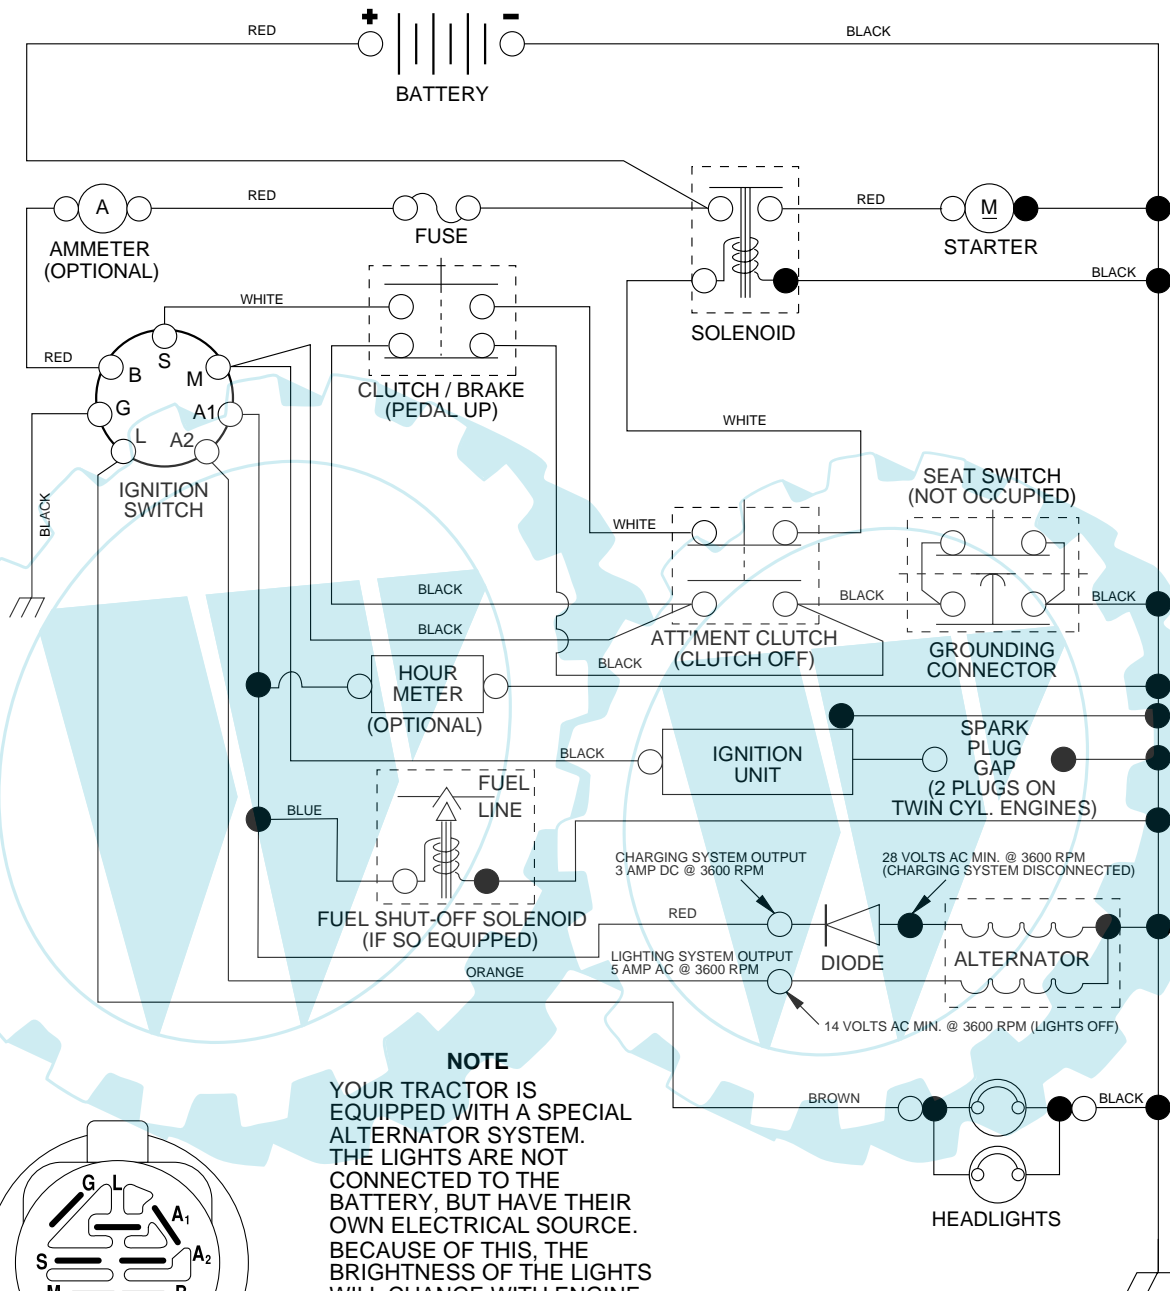 + -
RED
BLACK
BATTERY
A
RED
RED
M
AMMETER
(OPTIONAL)
FUSE
STARTER
WHITE
BLACK
SOLENOID
RED
S
B
M
G
A1
L
A2
CLUTCH / BRAKE
(PEDAL UP)
WHITE
IGNITION
SWITCH
BLACK
SEAT SWITCH
(NOT OCCUPIED)
WHITE
BLACK
BLACK
BLACK
BLACK
ATT'MENT CLUTCH
(CLUTCH OFF)
GROUNDING
CONNECTOR
BLACK
HOUR
METER
(OPTIONAL)
BLACK
IGNITION
UNIT
SPARK
PLUG
GAP
(2 PLUGS ON
TWIN CYL. ENGINES)
FUEL
LINE
BLUE
FUEL SHUT-OFF SOLENOID
(IF SO EQUIPPED)
CHARGING SYSTEM OUTPUT
3 AMP DC @ 3600 RPM
28 VOLTS AC MIN. @ 3600 RPM
(CHARGING SYSTEM DISCONNECTED)
RED
DIODE
ALTERNATOR
LIGHTING SYSTEM OUTPUT
5 AMP AC @ 3600 RPM
ORANGE
14 VOLTS AC MIN. @ 3600 RPM (LIGHTS OFF)
BROWN
BLACK
HEADLIGHTS
NOTE
YOUR TRACTOR IS
EQUIPPED WITH A SPECIAL
ALTERNATOR SYSTEM.
THE LIGHTS ARE NOT
CONNECTED TO THE
BATTERY, BUT HAVE THEIR
OWN ELECTRICAL SOURCE.
BECAUSE OF THIS, THE
BRIGHTNESS OF THE LIGHTS
WILL CHANGE WITH ENGINE
G L
A1
S
A2
M
B